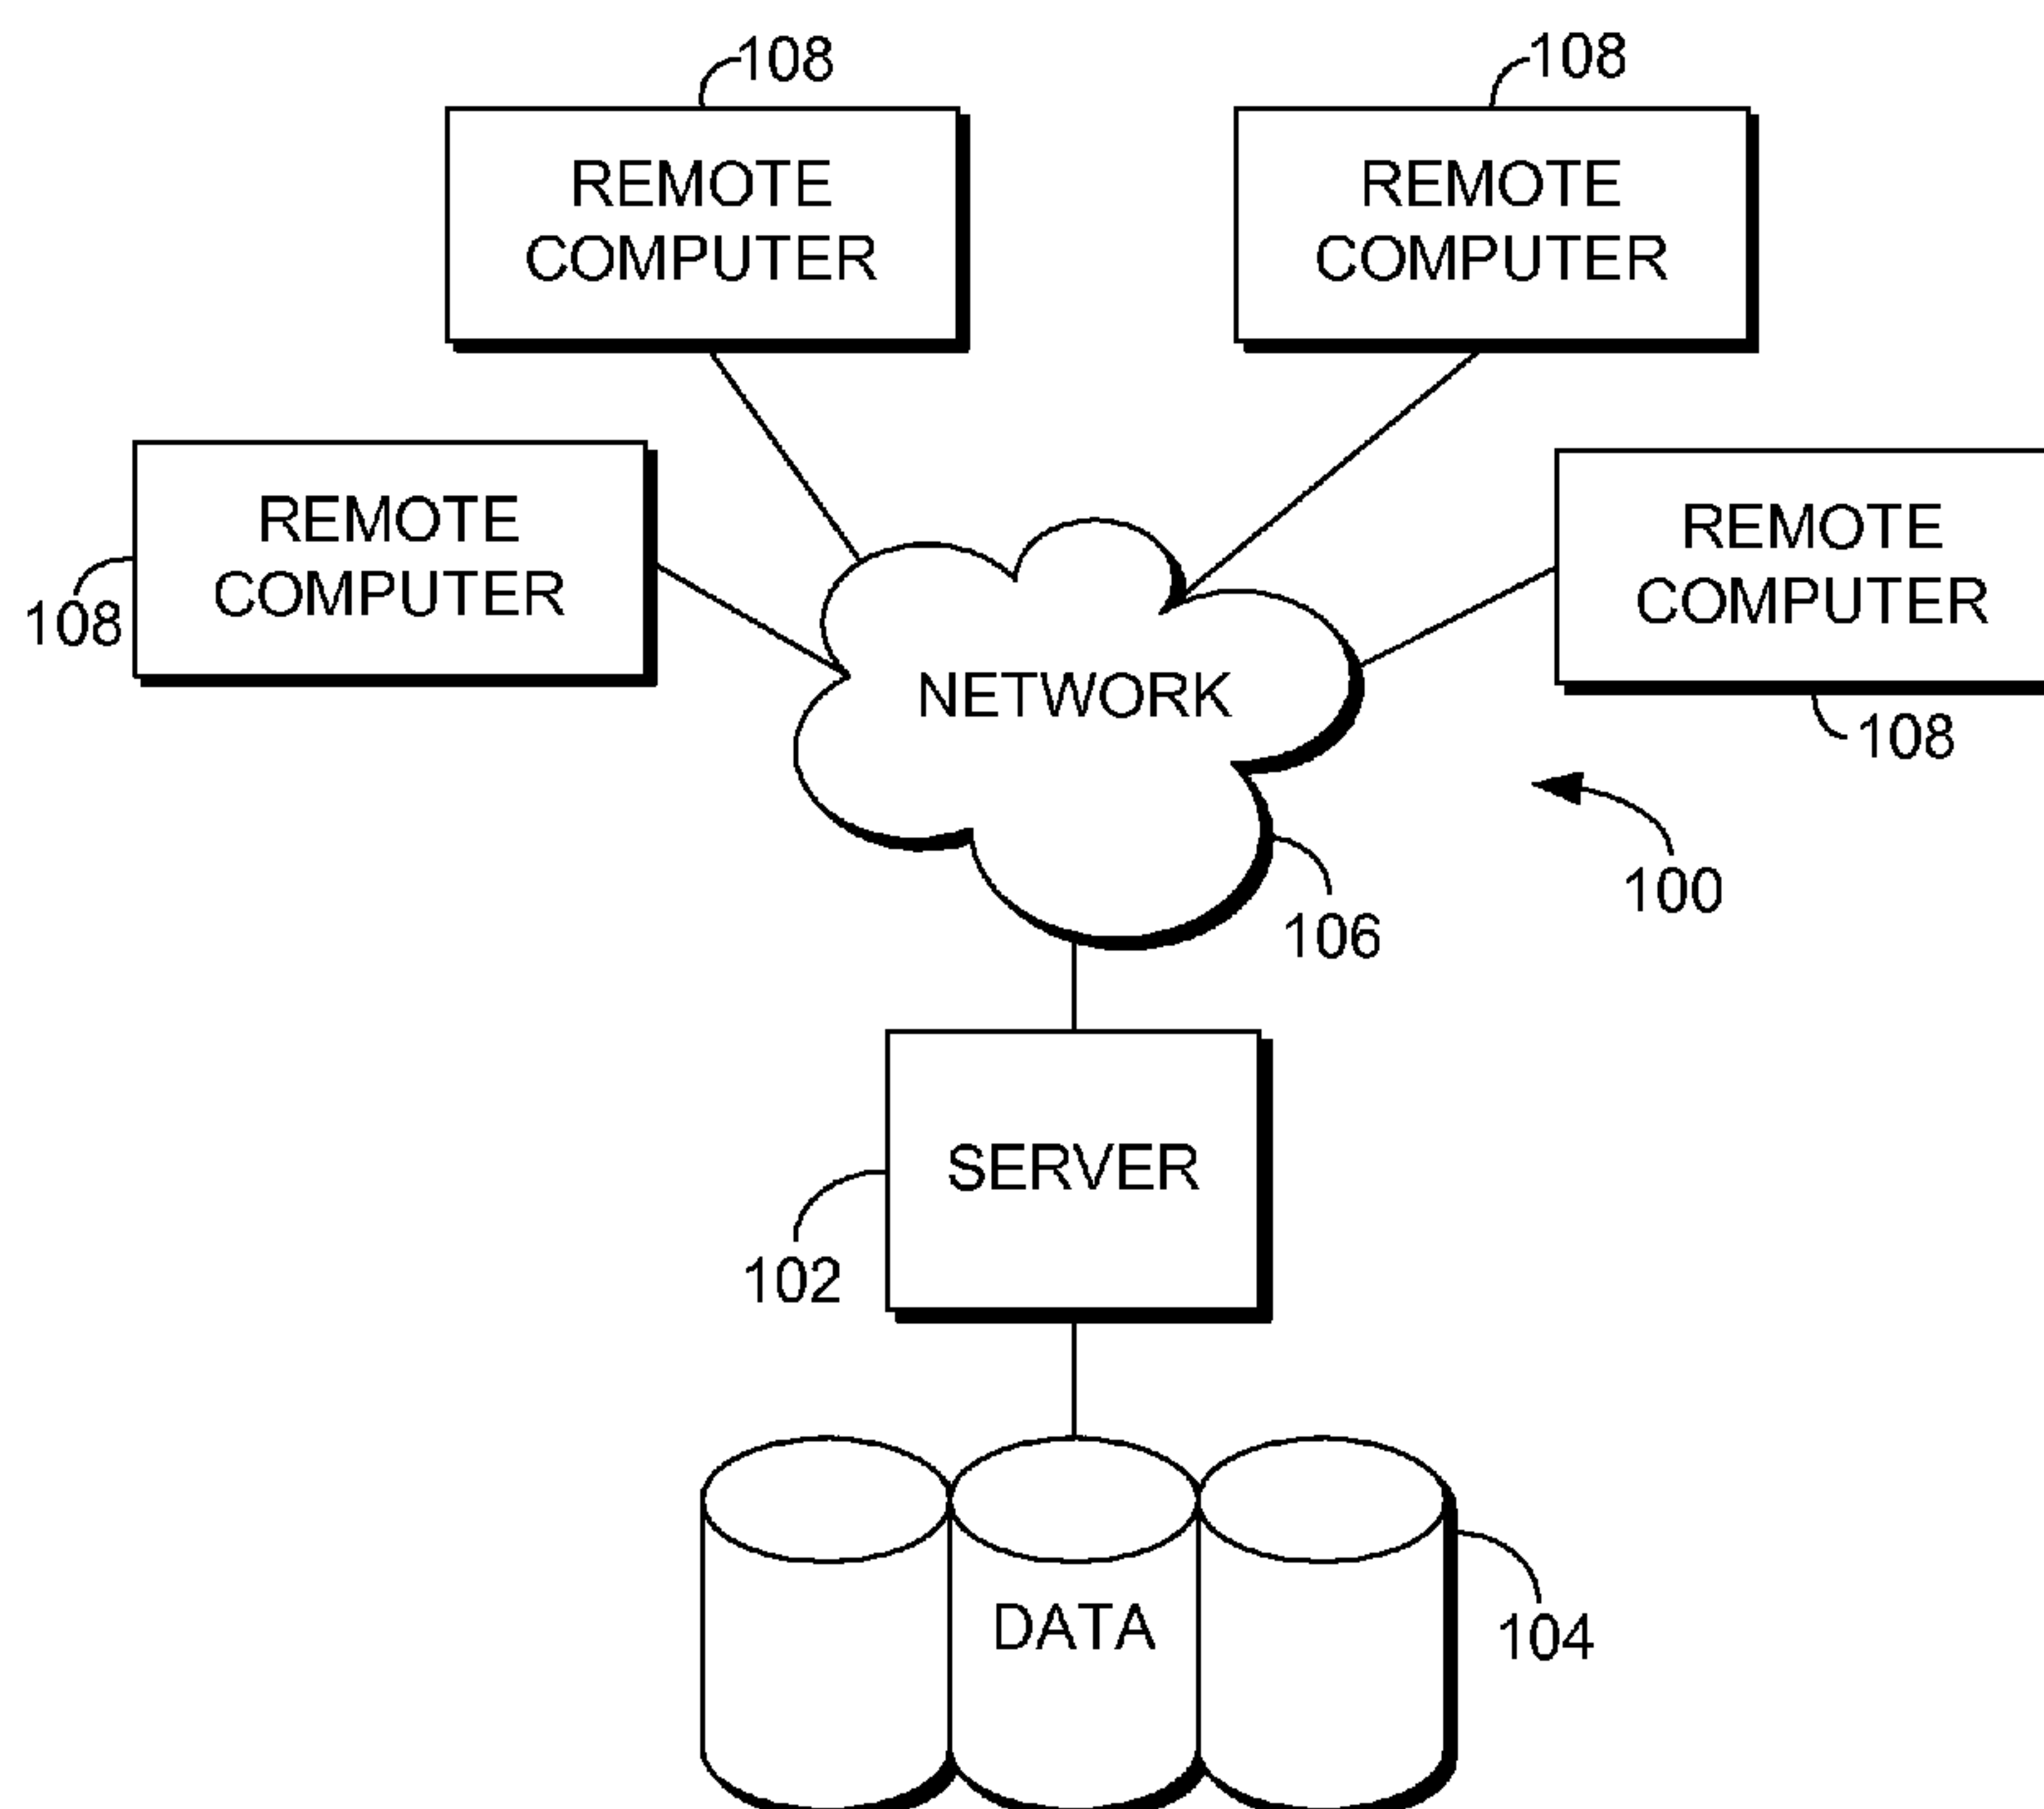 108
108
REMOTE
COMPUTER
REMOTE
COMPUTER
REMOTE
COMPUTER
108
REMOTE
COMPUTER
108
NETWORK
100
106
SERVER
102
DATA
104